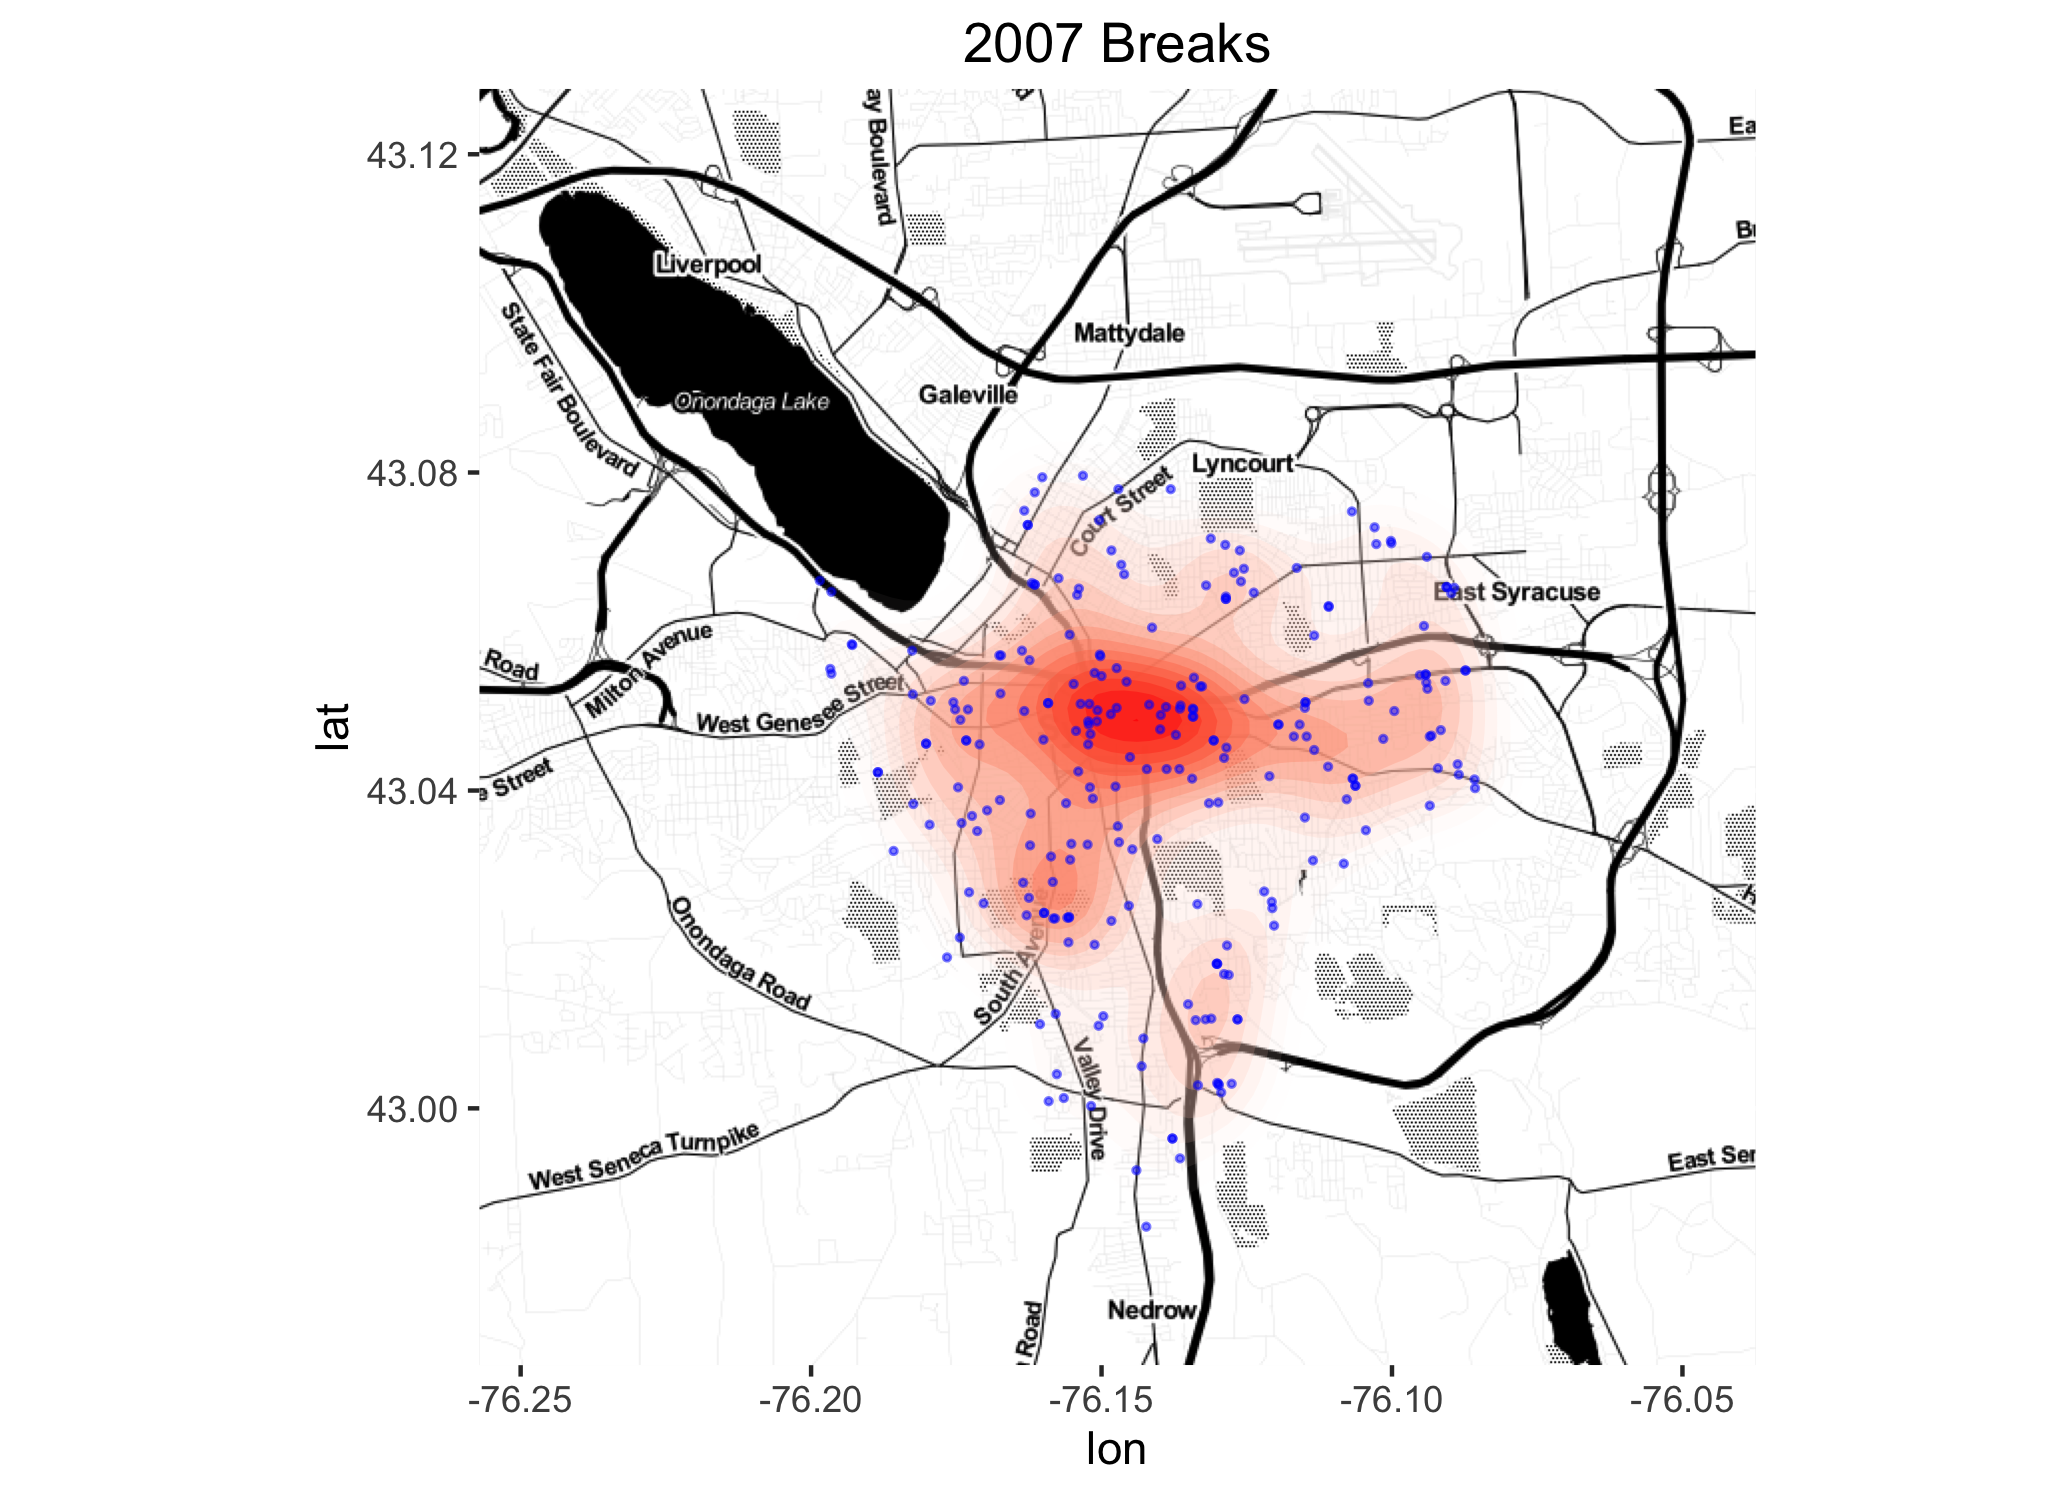 2007 Breaks
Ea
ay Boulevard
43.12
Bu
Liverpool
State Fair Boulevard
Mattydale
Galeville
Onondaga Lake
43.08
Lyncourt
Court Street
East Syracuse
Road
Milton Avenue
West Genesee Street
lat
43.04
e Street
Onondaga Road
South Avenue
Valley Drive
43.00
West Seneca Turnpike
East Sen
Road
Nedrow
-76.25
-76.20
-76.15
-76.10
-76.05
lon